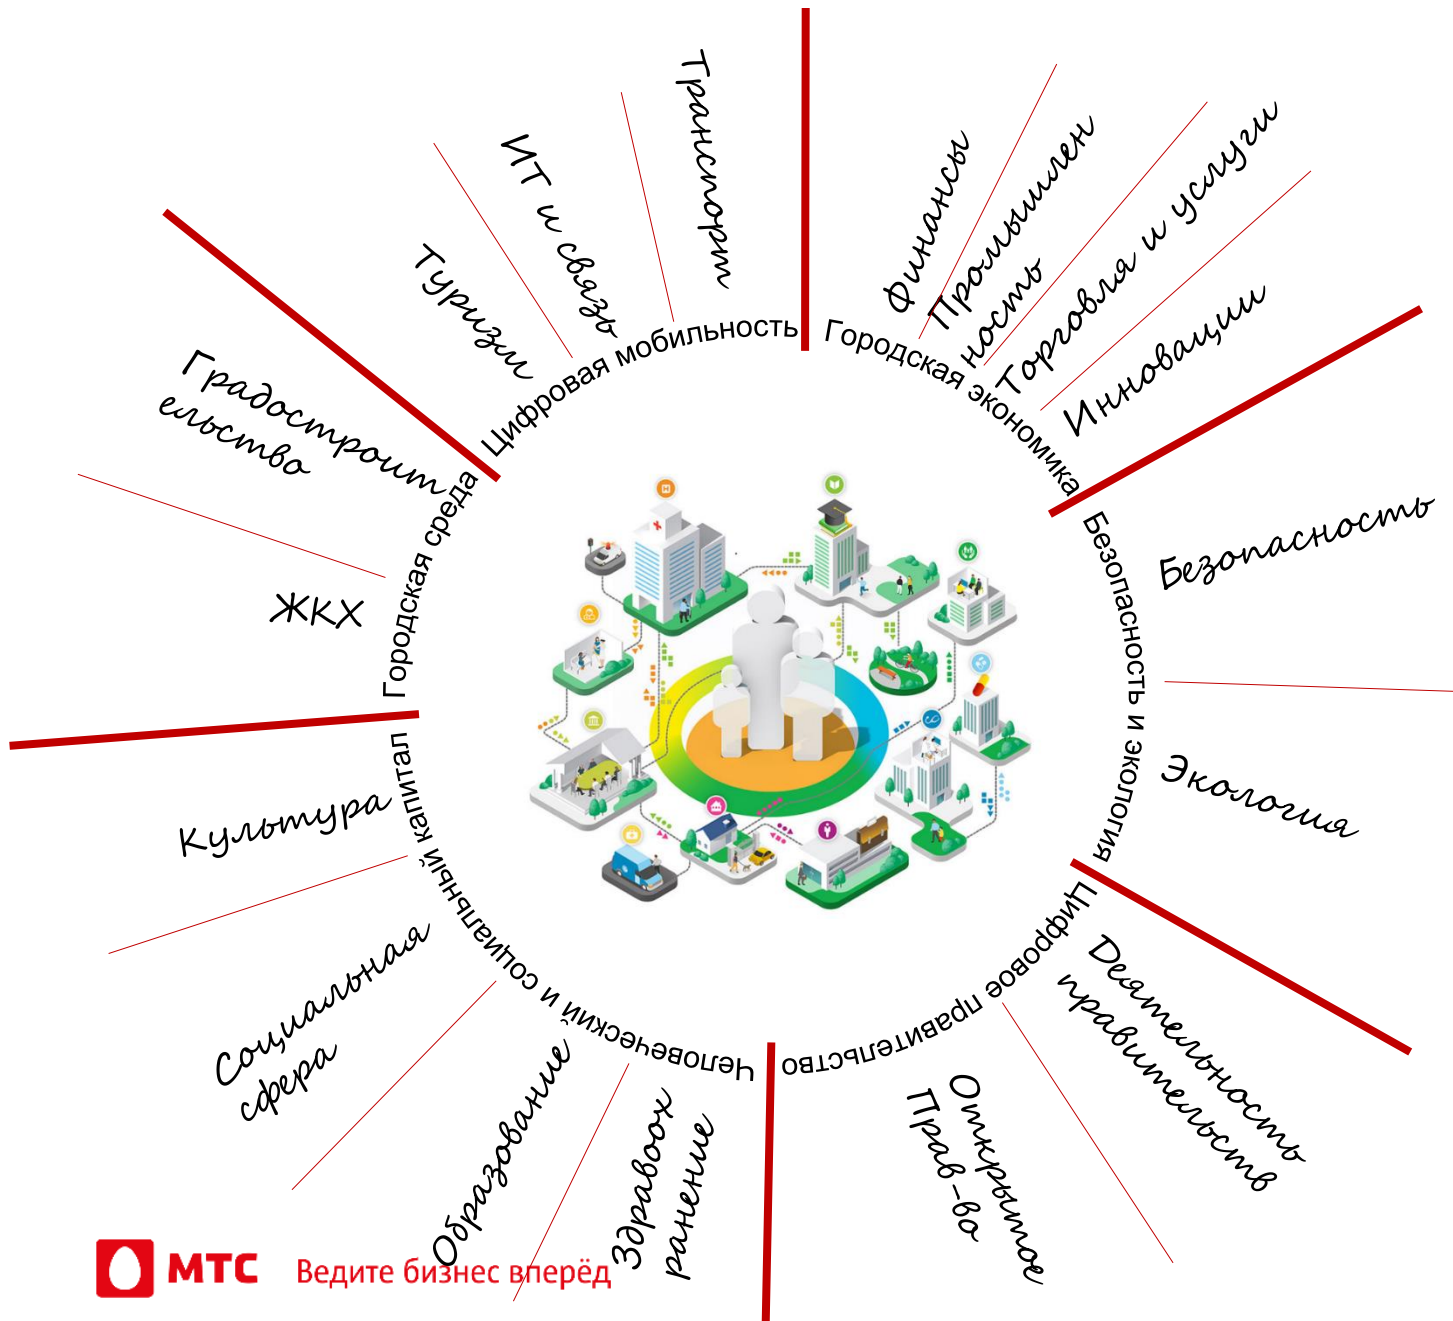 Городская экономика
Финансы
Промышлен
ность
Торговля и услуги
Инновации
Безопасность и экология
Безопасность
Экология
Цифровое правительство
Деятельность
правительств
Открытое
Прав-во
Человеческий и социальный капитал
Здравоох
ранение
Образование
Социальная
сфера
Культура
Городская среда
ЖКХ
Градостроит
ельство
Цифровая мобильность
Туризм
ИТ и связь
Транспорт
МТС
Ведите бизнес вперёд